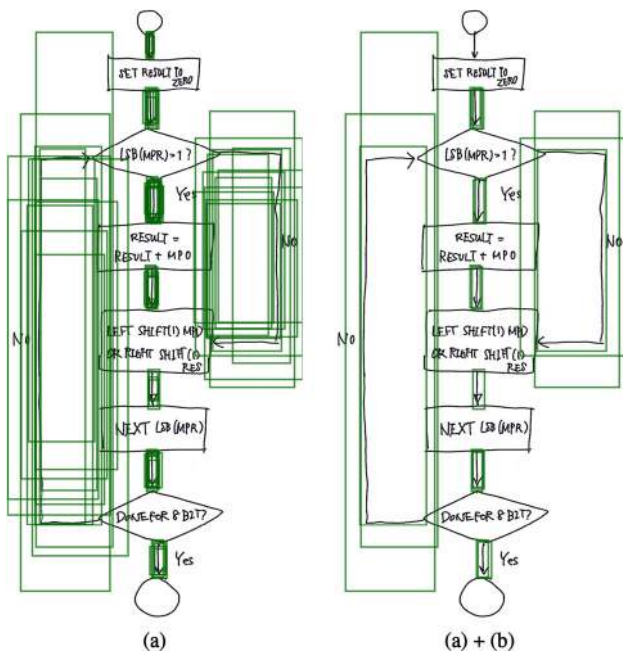 SET RESULT TO
ZERO
LSB(MPR)=1?
Yes
NO
RESULT =
RESULT + MPD
NO
LEFT SHIFT(1) MPD
OR RIGHT SHIFT(1)
RES
NEXT LSB(MPR)
DONE FOR 8 BIT?
Yes
(a)
SET RESULT TO
ZERO
LSB(MPR)=1?
Yes
NO
RESULT =
RESULT + MPD
NO
LEFT SHIFT(1) MPD
OR RIGHT SHIFT(1)
RES
NEXT LSB(MPR)
DONE FOR 8 BIT?
Yes
(a) + (b)